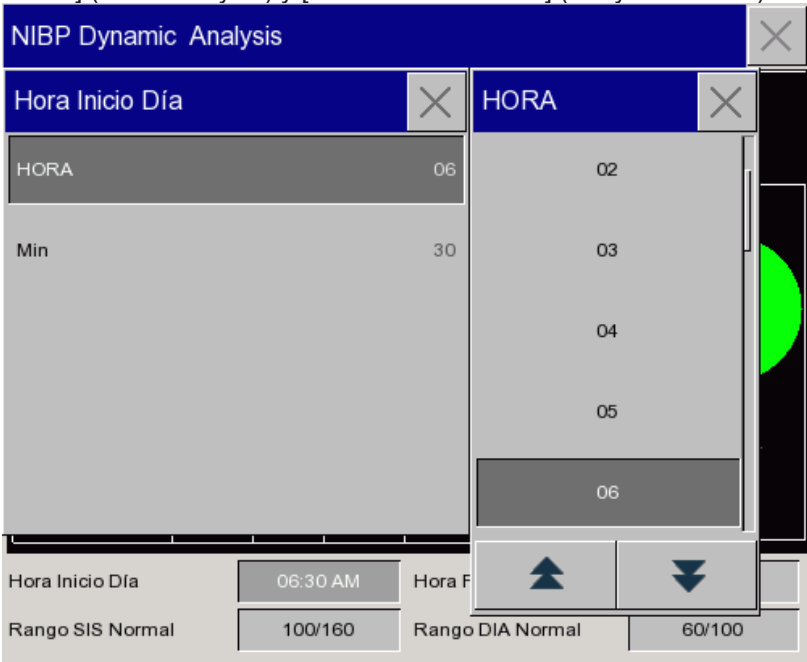 NIBP Dynamic Analysis
Hora Inicio Día
HORA
HORA 06
02
Min 30
03
04
05
06
Hora Inicio Día 06:30 AM Hora F
Rango SIS Normal 100/160 Rango DIA Normal 60/100